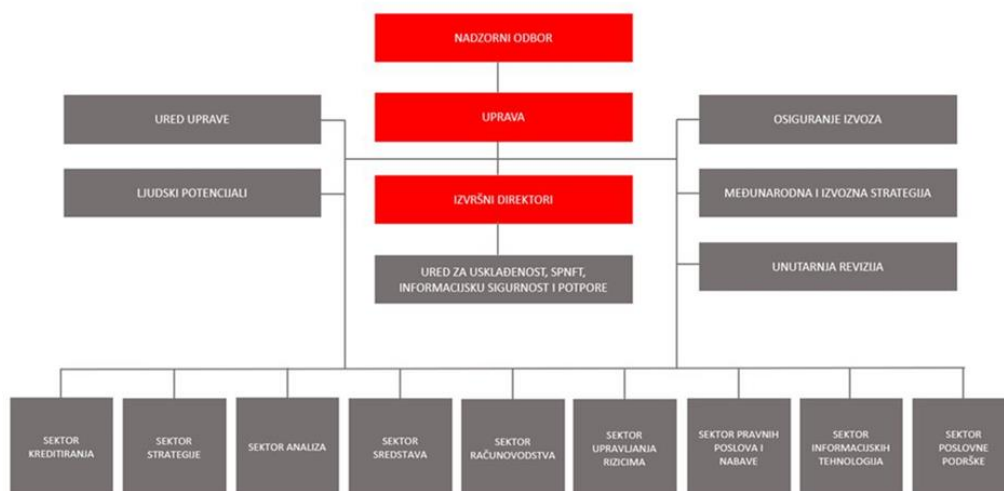 NADZORNI ODBOR
URED UPRAVE
UPRAVA
OSIGURANJE IZVOZA
LJUDSKI POTENCIJALI
IZVRŠNI DIREKTORI
MEĐUNARODNA I IZVOZNA STRATEGIJA
URED ZA USKLAĐENOST, SPNFT,
INFORMACIJSKU SIGURNOST I POTPORE
UNUTARNJA REVIZIJA
SEKTOR
KREDITIRANJA
SEKTOR
STRATEGIJE
SEKTOR ANALIZA
SEKTOR
SREDSTAVA
SEKTOR
RAČUNOVODSTVA
SEKTOR
UPRAVLJANJA
RIZICIMA
SEKTOR PRAVNIH
POSLOVA I
NABAVE
SEKTOR
INFORMACIJSKIH
TEHNOLOGIJA
SEKTOR
POSLOVNE
PODRŠKE